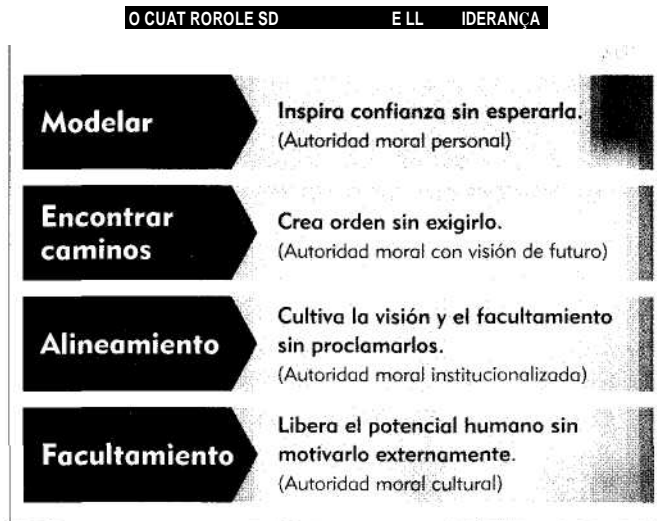 O CUAT ROROLE SD E LL IDERANÇA
Modelar
Inspira confianza sin esperarla.
(Autoridad moral personal)
Encontrar
caminos
Crea orden sin exigirlo.
(Autoridad moral con visión de futuro)
Alineamiento
Cultiva la visión y el facultamiento
sin proclamarlos.
(Autoridad moral institucionalizada)
Facultamiento
Libera el potencial humano sin
motivarlo externamente.
(Autoridad moral cultural)